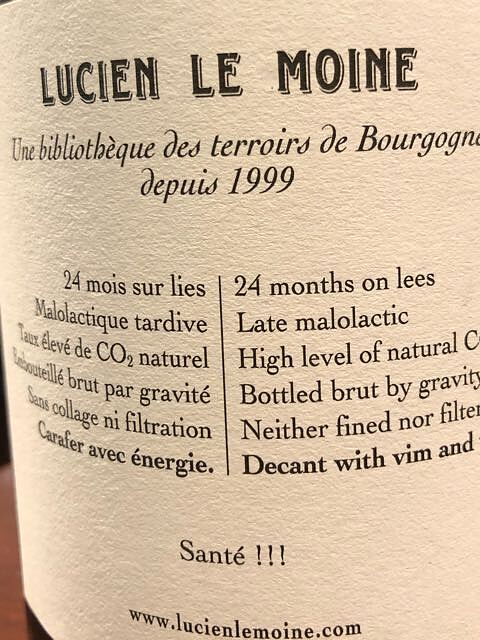 LUCIEN LE MOINE
Une bibliothèque des terroirs de Bourgogne
depuis 1999
24 mois sur lies
Malolactique tardive
Taux élevé de CO₂ naturel
Embouteillé brut par gravité
Sans collage ni filtration
Carafer avec énergie.
24 months on lees
Late malolactic
High level of natural C
Bottled brut by gravity
Neither fined nor filter
Decant with vim and
Santé !!!
www.lucienlemoine.com